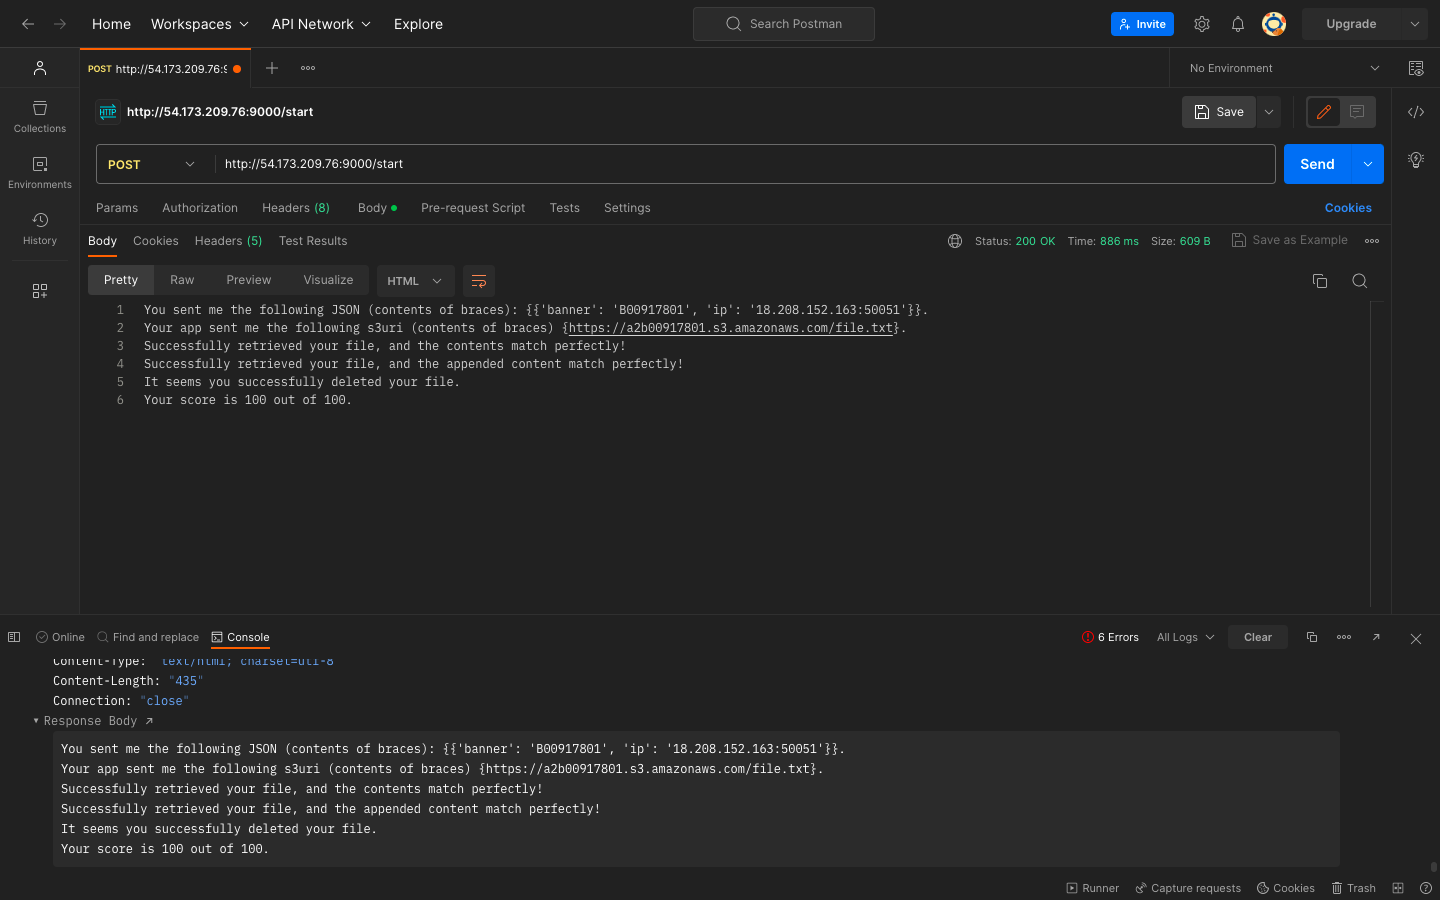 Home Workspaces API Network Explore Search Postman Invite Upgrade
POST http://54.173.209.76:9 No Environment
HTTP http://54.173.209.76:9000/start Save
Collections
POST http://54.173.209.76:9000/start Send
Environments
Params Authorization Headers (8) Body Pre-request Script Tests Settings Cookies
History
Body Cookies Headers (5) Test Results Status: 200 OK Time: 886 ms Size: 609 B Save as Example
Pretty Raw Preview Visualize HTML
1 You sent me the following JSON (contents of braces): {{'banner': 'B00917801', 'ip': '18.208.152.163:50051'}}.
2 Your app sent me the following s3uri (contents of braces) {https://a2b00917801.s3.amazonaws.com/file.txt}.
3 Successfully retrieved your file, and the contents match perfectly!
4 Successfully retrieved your file, and the appended content match perfectly!
5 It seems you successfully deleted your file.
6 Your score is 100 out of 100.
Online Find and replace Console 6 Errors All Logs Clear
Content-Type: "text/html; charset=utf-8"
Content-Length: "435"
Connection: "close"
Response Body
You sent me the following JSON (contents of braces): {{'banner': 'B00917801', 'ip': '18.208.152.163:50051'}}.
Your app sent me the following s3uri (contents of braces) {https://a2b00917801.s3.amazonaws.com/file.txt}.
Successfully retrieved your file, and the contents match perfectly!
Successfully retrieved your file, and the appended content match perfectly!
It seems you successfully deleted your file.
Your score is 100 out of 100.
Runner Capture requests Cookies Trash